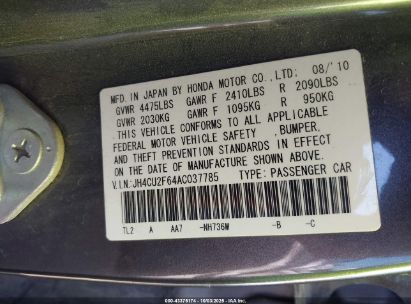 MFD. IN JAPAN BY HONDA MOTOR CO.,LTD. 08/'10
GVWR 4475LBS GAWR F 2410LBS R 2090LBS
GVWR 2030KG GAWR F 1095KG R 950KG
THIS VEHICLE CONFORMS TO ALL APPLICABLE
FEDERAL MOTOR VEHICLE SAFETY ,BUMPER,
AND THEFT PREVENTION STANDARDS IN EFFECT
ON THE DATE OF MANUFACTURE SHOWN ABOVE.
V.I.N:JH4CU2F64AC037785 TYPE: PASSENGER CAR
TL2 A AA7 -NH736M -B -C